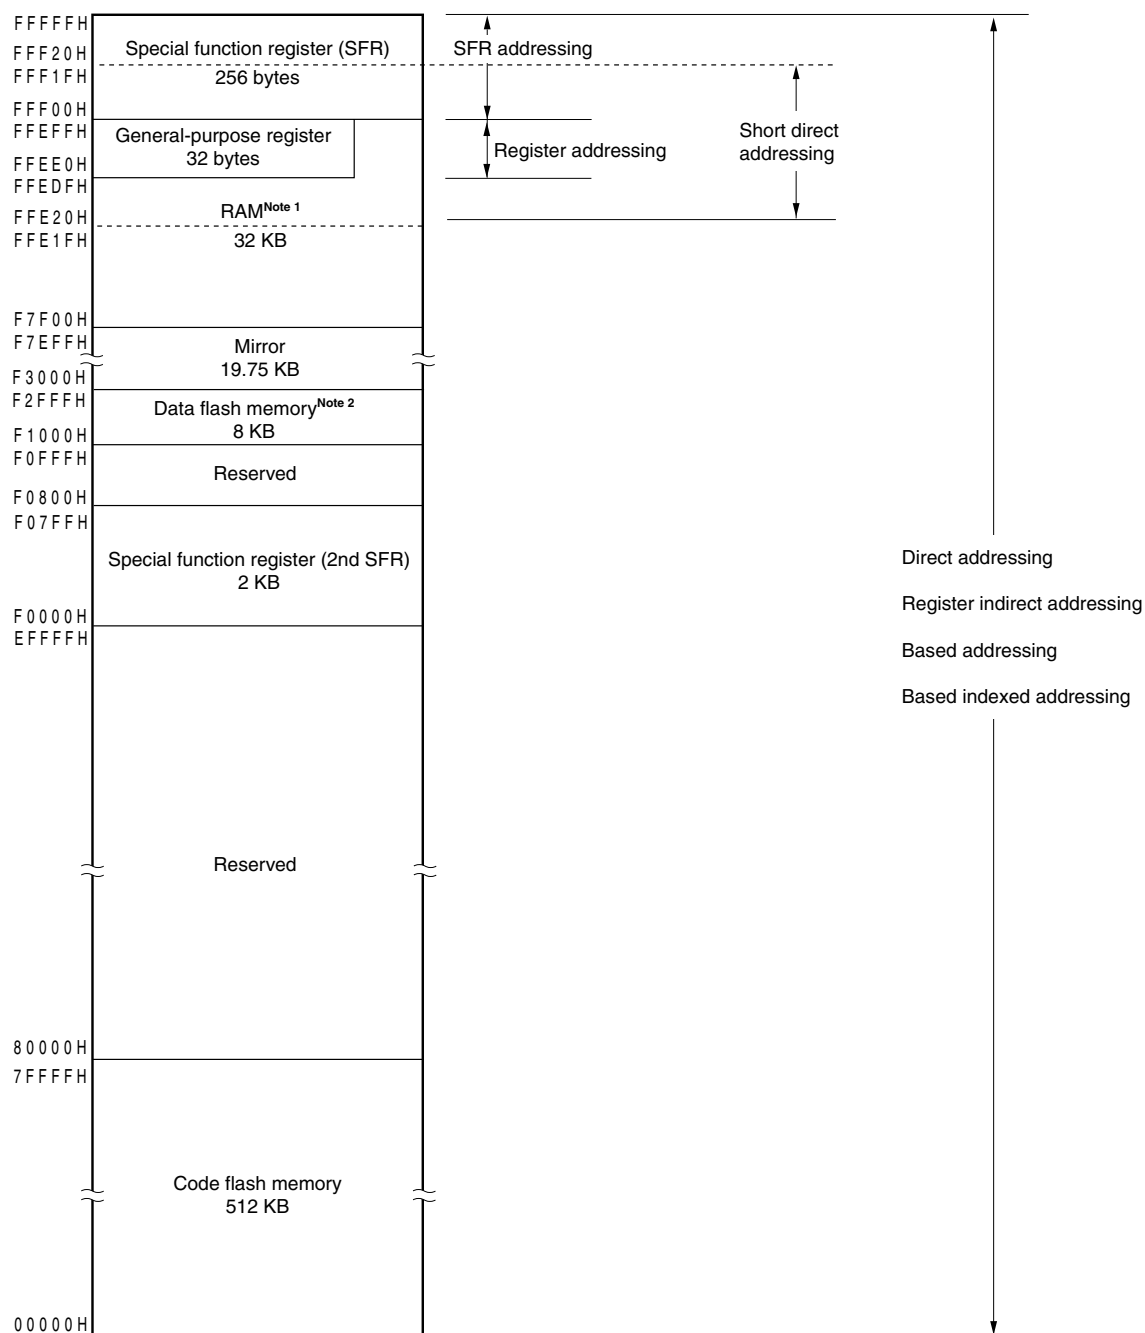 FFFFFH
FFF20H
Special function register (SFR)
SFR addressing
FFF1FH
256 bytes
FFF00H
FFEFFH
General-purpose register
32 bytes
Register addressing
Short direct
addressing
FFEE0H
FFEDFH
RAMNote 1
FFE20H
FFE1FH
32 KB
F7F00H
F7EFFH
Mirror
19.75 KB
F3000H
F2FFFH
Data flash memoryNote 2
8 KB
F1000H
F0FFFH
Reserved
F0800H
F07FFH
Special function register (2nd SFR)
2 KB
F0000H
EFFFFH
Direct addressing
Register indirect addressing
Based addressing
Based indexed addressing
Reserved
80000H
7FFFFH
Code flash memory
512 KB
00000H